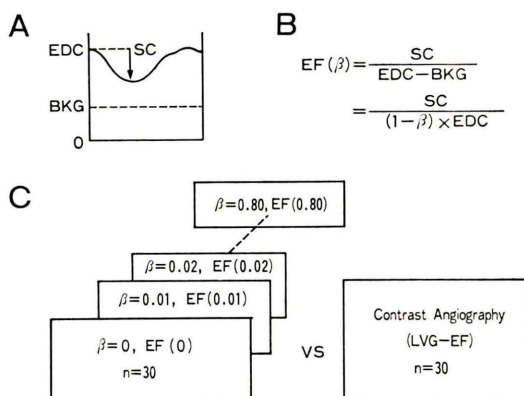 A
EDC
SC
BKG
0
B
EF(β)=SC/EDC−BKG
=SC/(1−β)×EDC
C
β=0.80, EF(0.80)
β=0.02, EF(0.02)
β=0.01, EF(0.01)
β=0, EF(0)
n=30
VS
Contrast Angiography
(LVG−EF)
n=30